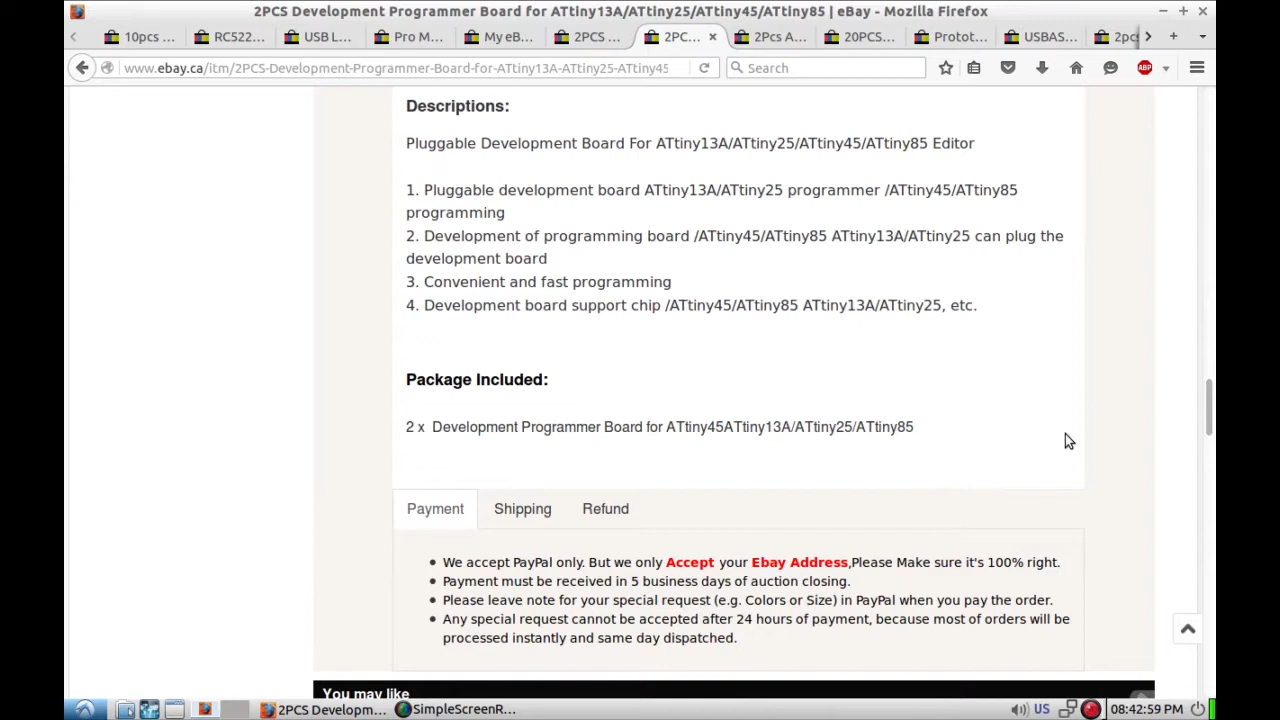 2PCS Development Programmer Board for ATtiny13A/ATtiny25/ATtiny45/ATtiny85 | eBay - Mozilla Firefox
10pcs ...
RC522...
USB L...
Pro M...
My eB...
2PCS ...
2PC...
2Pcs A...
20PCS...
Protot...
USBAS...
2pcs
www.ebay.ca/itm/2PCS-Development-Programmer-Board-for-ATtiny13A-ATtiny25-ATtiny45
Search
ABP
Descriptions:
Pluggable Development Board For ATtiny13A/ATtiny25/ATtiny45/ATtiny85 Editor
1. Pluggable development board ATtiny13A/ATtiny25 programmer /ATtiny45/ATtiny85
programming
2. Development of programming board /ATtiny45/ATtiny85 ATtiny13A/ATtiny25 can plug the
development board
3. Convenient and fast programming
4. Development board support chip /ATtiny45/ATtiny85 ATtiny13A/ATtiny25, etc.
Package Included:
2 x Development Programmer Board for ATtiny45ATtiny13A/ATtiny25/ATtiny85
Payment
Shipping
Refund
We accept PayPal only. But we only Accept your Ebay Address,Please Make sure it's 100% right.
Payment must be received in 5 business days of auction closing.
Please leave note for your special request (e.g. Colors or Size) in PayPal when you pay the order.
Any special request cannot be accepted after 24 hours of payment, because most of orders will be
processed instantly and same day dispatched.
You may like
2PCS Developm...
SimpleScreenR...
US
08:42:59 PM